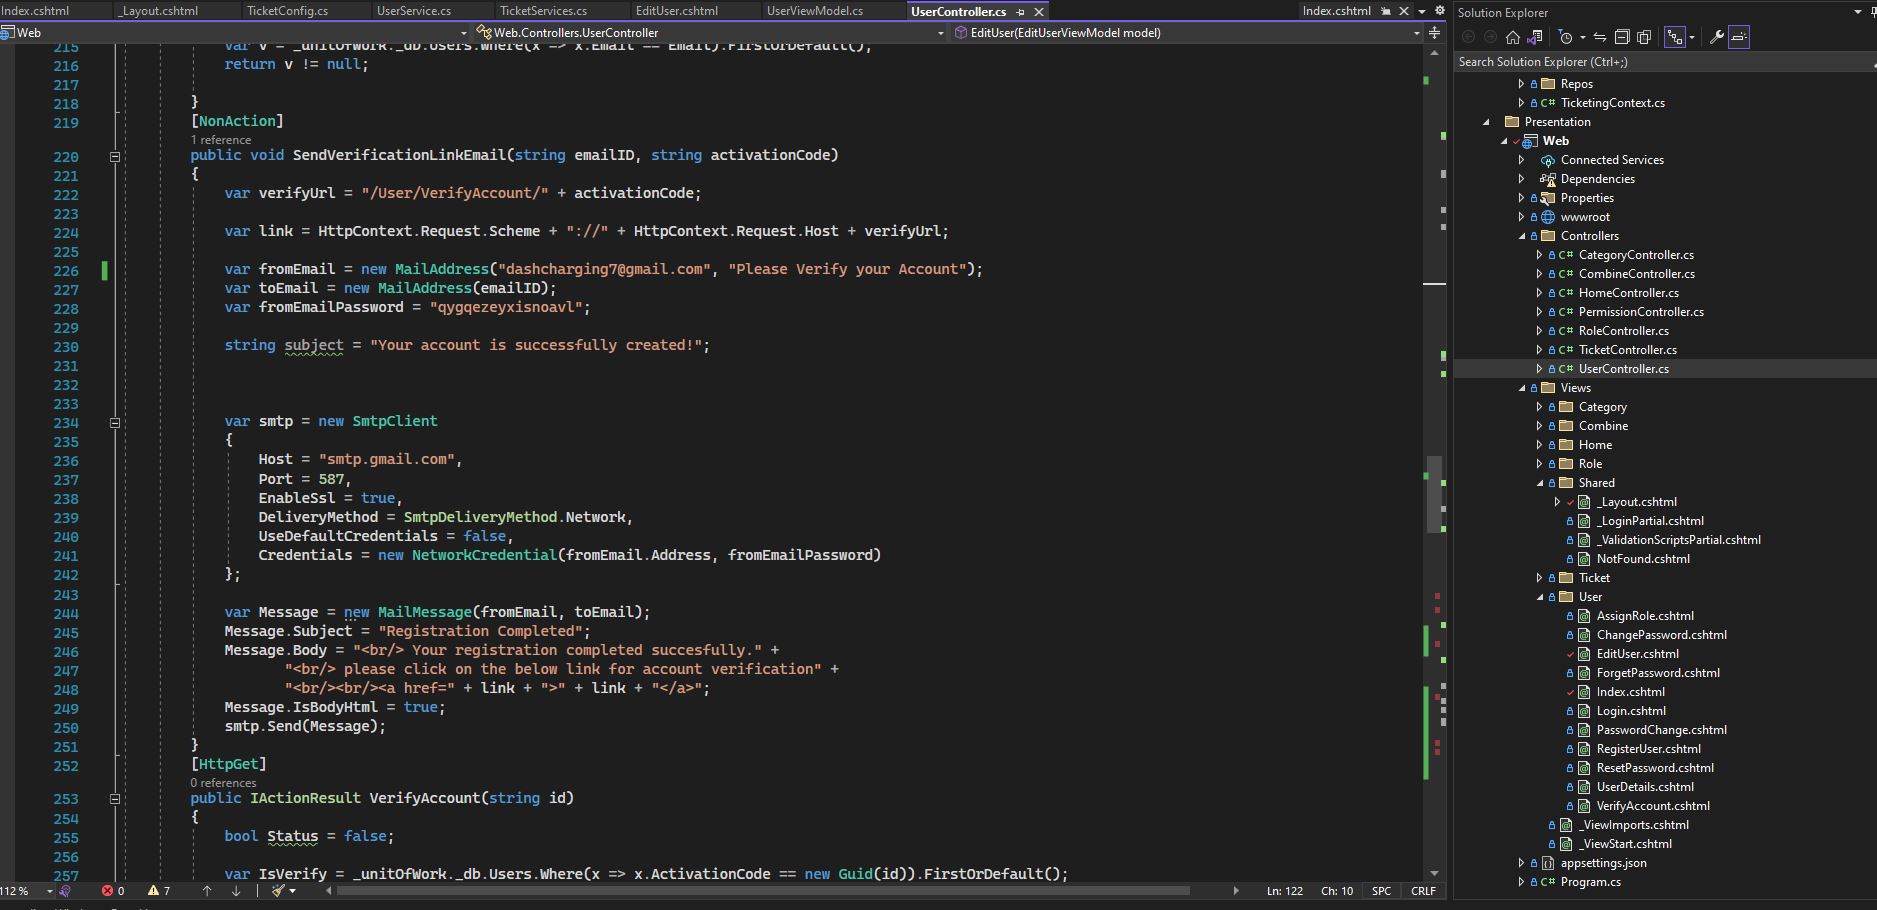 Index.cshtml _Layout.cshtml TicketConfig.cs UserService.cs TicketServices.cs EditUser.cshtml UserViewModel.cs UserController.cs Index.cshtml
Web Web.Controllers.UserController EditUser(EditUserViewModel model)
215 var v = _unitOfWork._db.Users.Where(x => x.Email == Email).FirstOrDefault();
216 return v != null;
217
218 }
219 [NonAction]
1 reference
220 public void SendVerificationLinkEmail(string emailID, string activationCode)
221 {
222 var verifyUrl = "/User/VerifyAccount/" + activationCode;
223
224 var link = HttpContext.Request.Scheme + "://" + HttpContext.Request.Host + verifyUrl;
225
226 var fromEmail = new MailAddress("dashcharging7@gmail.com", "Please Verify your Account");
227 var toEmail = new MailAddress(emailID);
228 var fromEmailPassword = "qygqezeyxisnoavl";
229
230 string subject = "Your account is successfully created!";
231
232
233
234 var smtp = new SmtpClient
235 {
236 Host = "smtp.gmail.com",
237 Port = 587,
238 EnableSsl = true,
239 DeliveryMethod = SmtpDeliveryMethod.Network,
240 UseDefaultCredentials = false,
241 Credentials = new NetworkCredential(fromEmail.Address, fromEmailPassword)
242 };
243
244 var Message = new MailMessage(fromEmail, toEmail);
245 Message.Subject = "Registration Completed";
246 Message.Body = "<br/> Your registration completed succesfully." +
247 "<br/> please click on the below link for account verification" +
248 "<br/><br/><a href=" + link + ">" + link + "</a>";
249 Message.IsBodyHtml = true;
250 smtp.Send(Message);
251 }
252 [HttpGet]
0 references
253 public IActionResult VerifyAccount(string id)
254 {
255 bool Status = false;
256
257 var IsVerify = _unitOfWork._db.Users.Where(x => x.ActivationCode == new Guid(id)).FirstOrDefault();
112 % 0 7 Ln: 122 Ch: 10 SPC CRLF
Solution Explorer
Search Solution Explorer (Ctrl+;)
Repos
C# TicketingContext.cs
Presentation
Web
Connected Services
Dependencies
Properties
wwwroot
Controllers
C# CategoryController.cs
C# CombineController.cs
C# HomeController.cs
C# PermissionController.cs
C# RoleController.cs
C# TicketController.cs
C# UserController.cs
Views
Category
Combine
Home
Role
Shared
_Layout.cshtml
_LoginPartial.cshtml
_ValidationScriptsPartial.cshtml
NotFound.cshtml
Ticket
User
AssignRole.cshtml
ChangePassword.cshtml
EditUser.cshtml
ForgetPassword.cshtml
Index.cshtml
Login.cshtml
PasswordChange.cshtml
RegisterUser.cshtml
ResetPassword.cshtml
UserDetails.cshtml
VerifyAccount.cshtml
_ViewImports.cshtml
_ViewStart.cshtml
appsettings.json
C# Program.cs